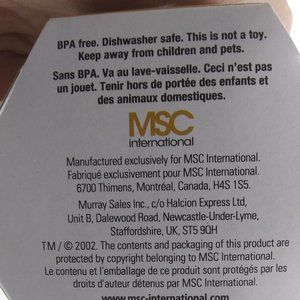 BPA free. Dishwasher safe. This is not a toy.
Keep away from children and pets.
Sans BPA. Va au lave-vaisselle. Ceci n'est pas
un jouet. Tenir hors de portée des enfants et
des animaux domestiques.
MSC
international
Manufactured exclusively for MSC International.
Fabriqué exclusivement pour MSC International.
6700 Thimens, Montréal, Canada, H4S 1S5.
Murray Sales Inc., c/o Halcion Express Ltd,
Unit B, Dalewood Road, Newcastle-Under-Lyme,
Staffordshire, UK, ST5 9QH
TM / © 2002. The contents and packaging of this product are
protected by copyright belonging to MSC International.
Le contenu et l'emballage de ce produit sont protégés par les
droits d'auteur détenus par MSC International.
www.msc-international.com